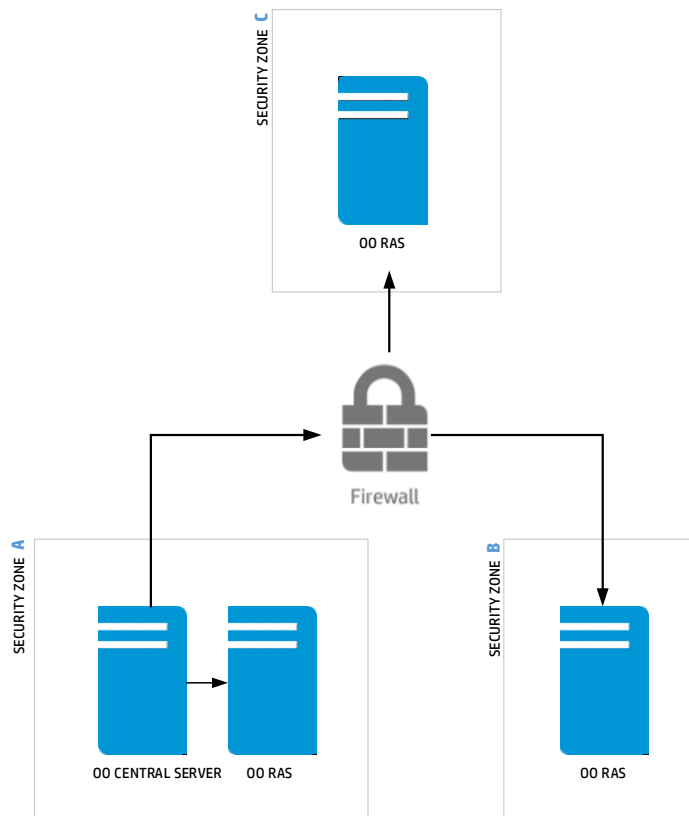 SECURITY ZONE C
OO RAS
Firewall
SECURITY ZONE A
OO CENTRAL SERVER
OO RAS
SECURITY ZONE B
OO RAS